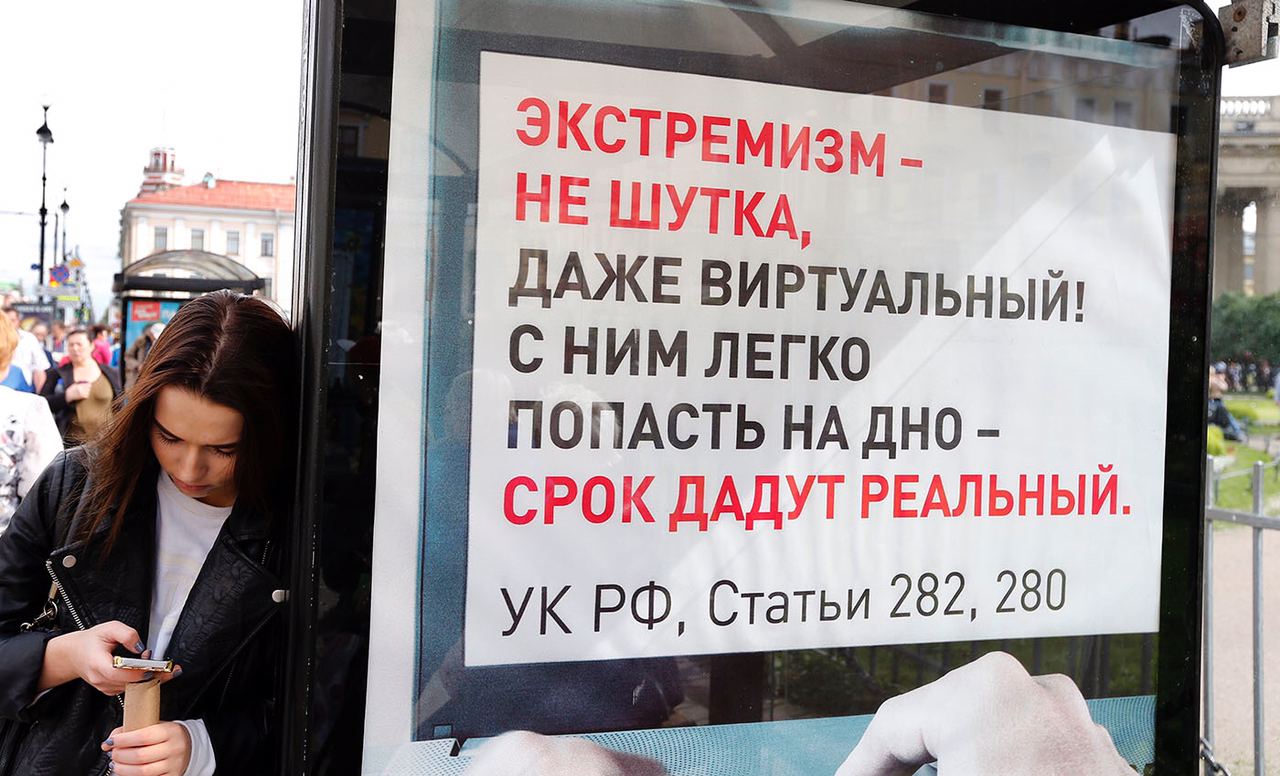 ЭКСТРЕМИЗМ –
НЕ ШУТКА,
ДАЖЕ ВИРТУАЛЬНЫЙ!
С НИМ ЛЕГКО
ПОПАСТЬ НА ДНО –
СРОК ДАДУТ РЕАЛЬНЫЙ.
УК РФ, Статьи 282, 280